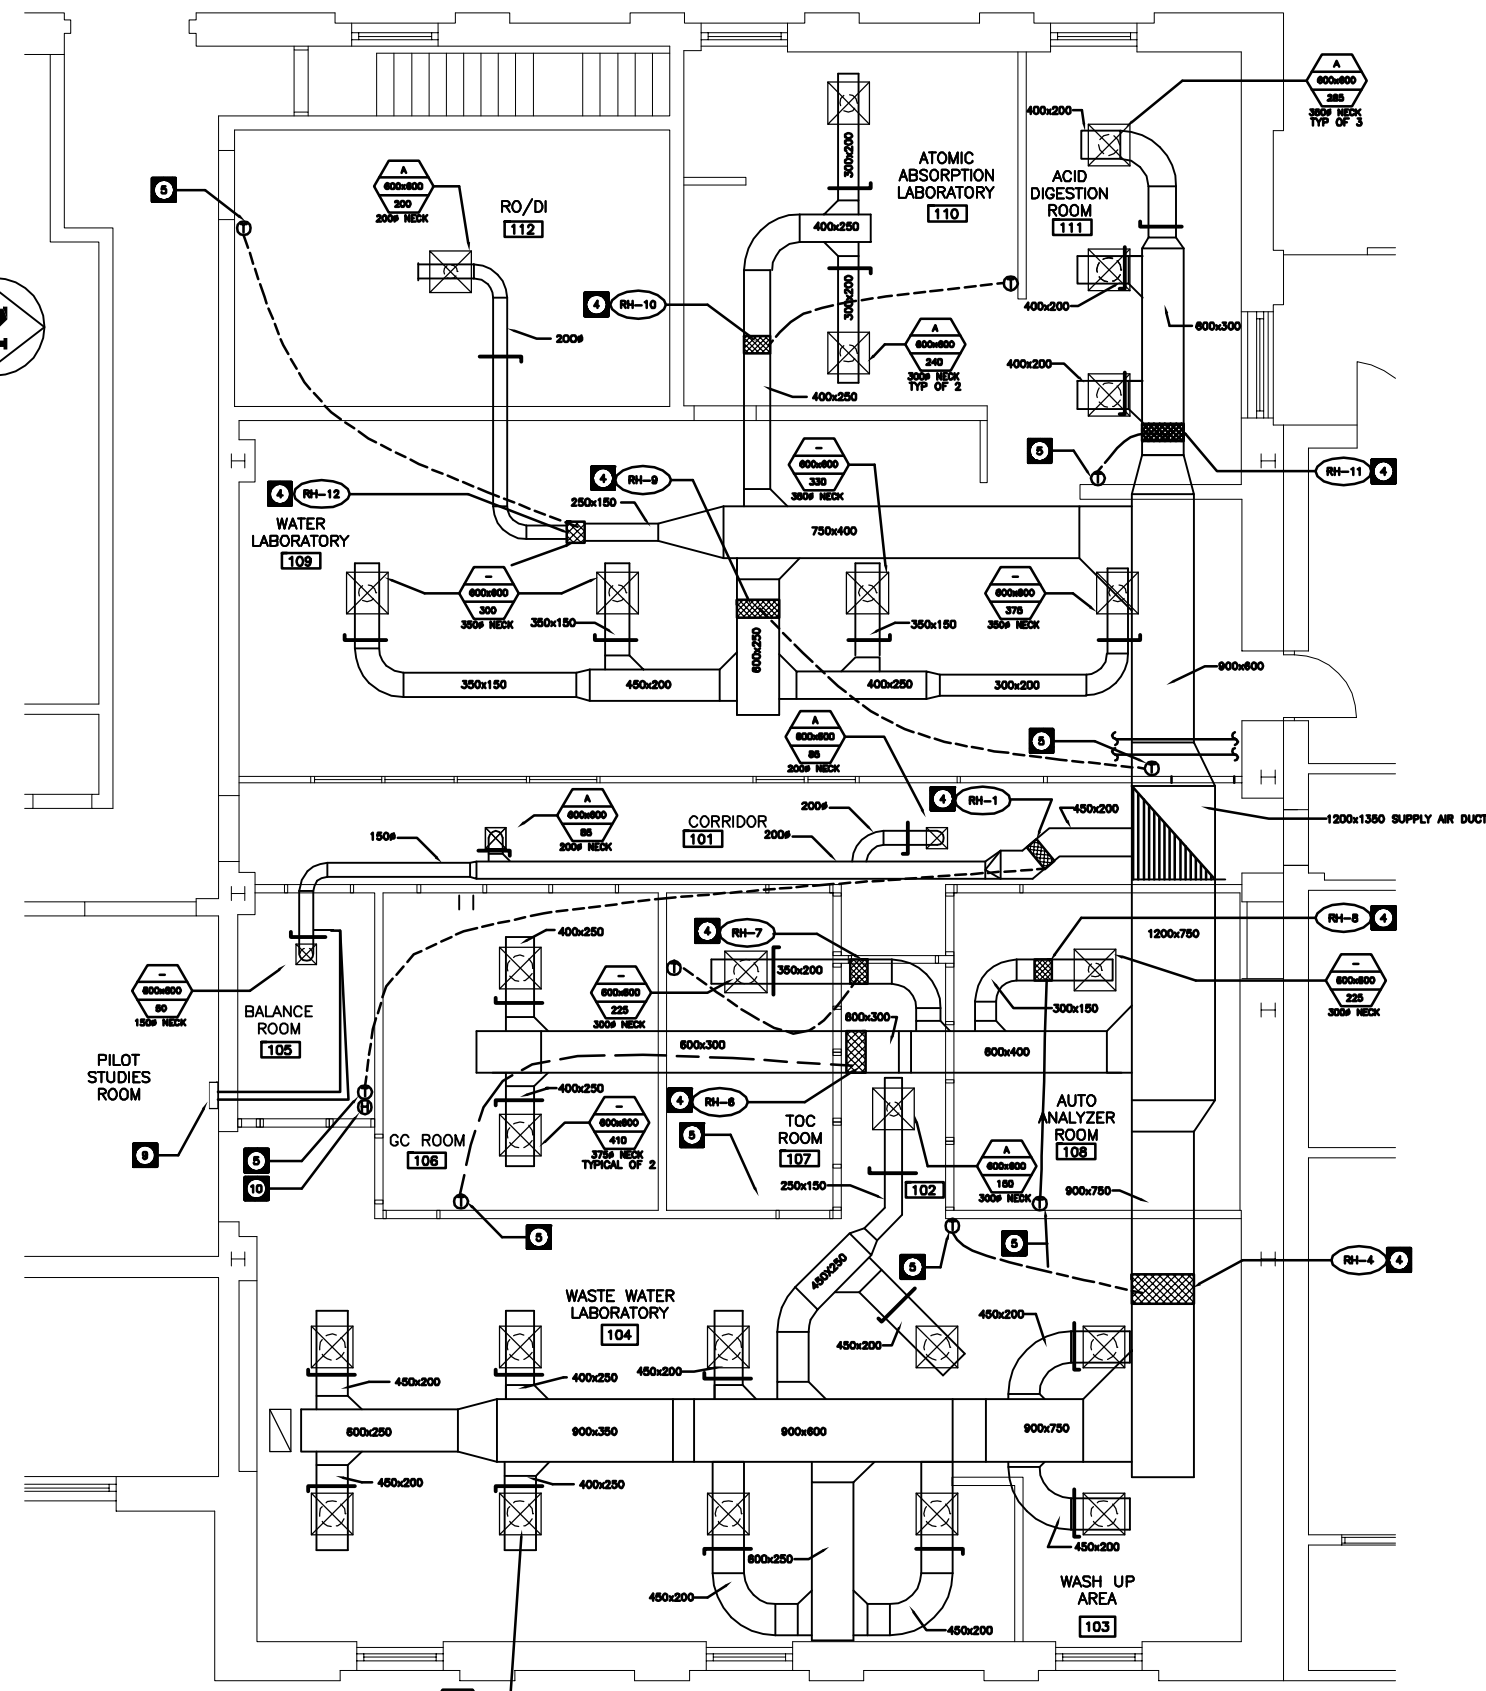 A
600x600
285
350ø NECK
TYP OF 3
400x200
ATOMIC
ABSORPTION
LABORATORY
110
ACID
DIGESTION
ROOM
111
300x200
5
A
600x600
200
200ø NECK
RO/DI
112
400x250
300x200
4
RH-10
400x200
600x300
200ø
A
600x600
240
300ø NECK
TYP OF 2
400x200
400x250
5
RH-11
4
600x600
330
350ø NECK
4
RH-12
4
RH-9
250x150
WATER
LABORATORY
109
750x400
600x600
300
350ø NECK
600x600
375
350ø NECK
350x150
350x150
600x250
350x150
450x200
400x250
300x200
900x600
A
600x600
85
200ø NECK
5
A
600x600
85
200ø NECK
4
RH-1
450x200
200ø
CORRIDOR
101
200ø
150ø
1200x1350 SUPPLY AIR DUCT
4
RH-7
400x250
RH-8
4
1200x750
600x600
50
150ø NECK
600x600
225
300ø NECK
350x200
600x600
225
300ø NECK
BALANCE
ROOM
105
300x150
600x300
600x300
600x400
PILOT
STUDIES
ROOM
400x250
4
RH-6
600x600
410
375ø NECK
TYPICAL OF 2
5
TOC
ROOM
107
AUTO
ANALYZER
ROOM
108
9
5
10
GC ROOM
106
A
600x600
160
300ø NECK
250x150
102
900x750
5
5
5
RH-4
4
450x250
WASTE WATER
LABORATORY
104
450x200
450x200
450x200
400x250
450x200
600x250
900x350
900x600
900x750
450x200
400x250
600x250
450x200
450x200
450x200
WASH UP
AREA
103